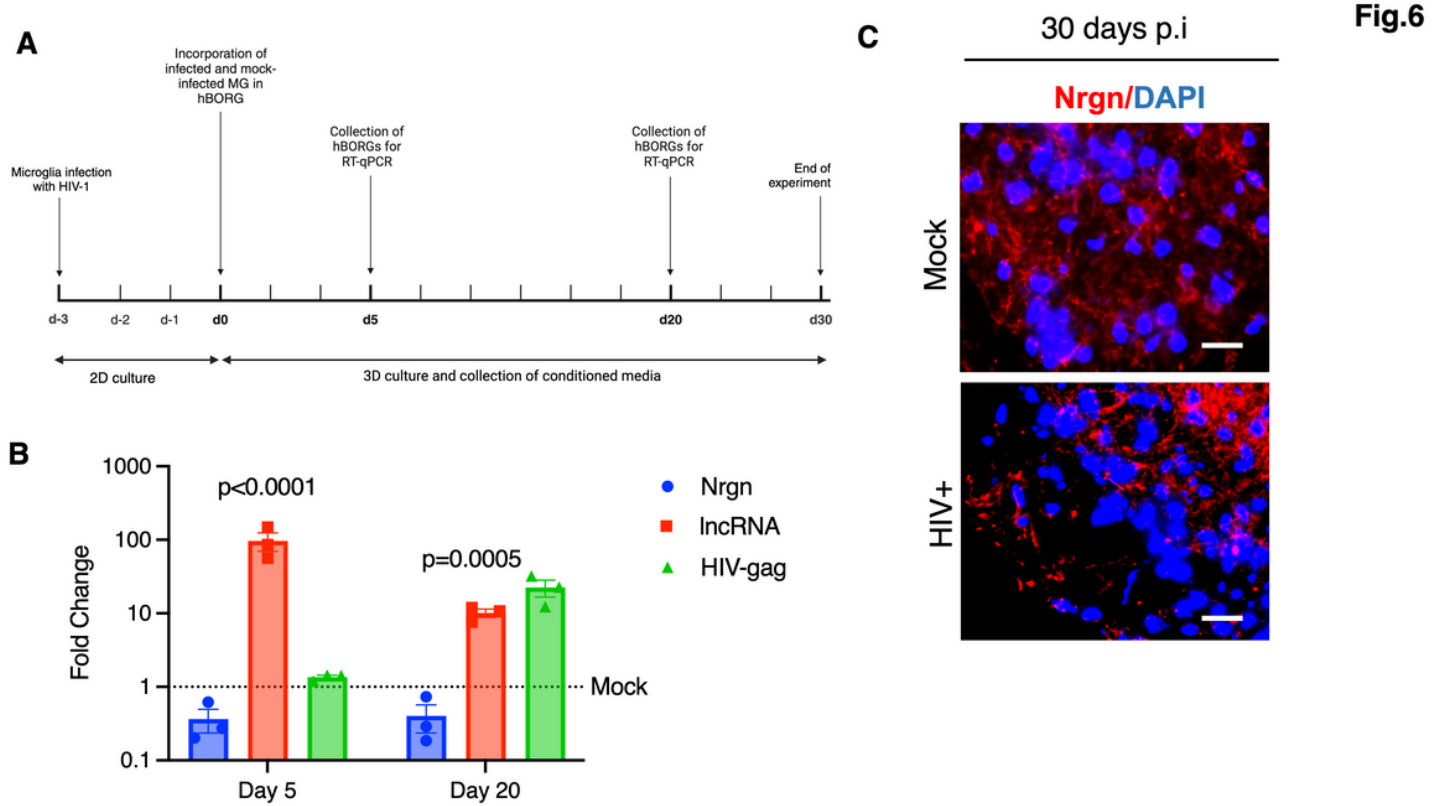 Fig.6
A
Incorporation of
infected and mock-
infected MG in
hBORG
Collection of
hBORGs for
RT-qPCR
Collection of
hBORGs for
RT-qPCR
Microglia infection
with HIV-1
End of
experiment
d-3 d-2 d-1 d0 d5 d20 d30
2D culture
3D culture and collection of conditioned media
B
Fold Change
1000
100
10
1
0.1
p<0.0001
p=0.0005
Mock
Day 5 Day 20
Nrgn
lncRNA
HIV-gag
C
30 days p.i
Nrgn/DAPI
Mock
HIV+